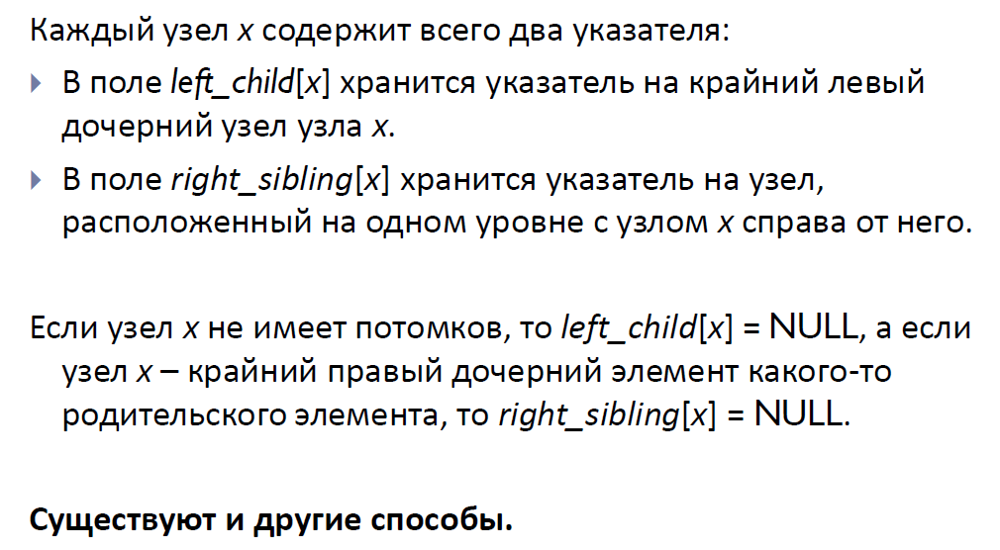 Каждый узел x содержит всего два указателя:
В поле left_child[x] хранится указатель на крайний левый
дочерний узел узла x.
В поле right_sibling[x] хранится указатель на узел,
расположенный на одном уровне с узлом x справа от него.
Если узел x не имеет потомков, то left_child[x] = NULL, а если
узел x – крайний правый дочерний элемент какого-то
родительского элемента, то right_sibling[x] = NULL.
Существуют и другие способы.